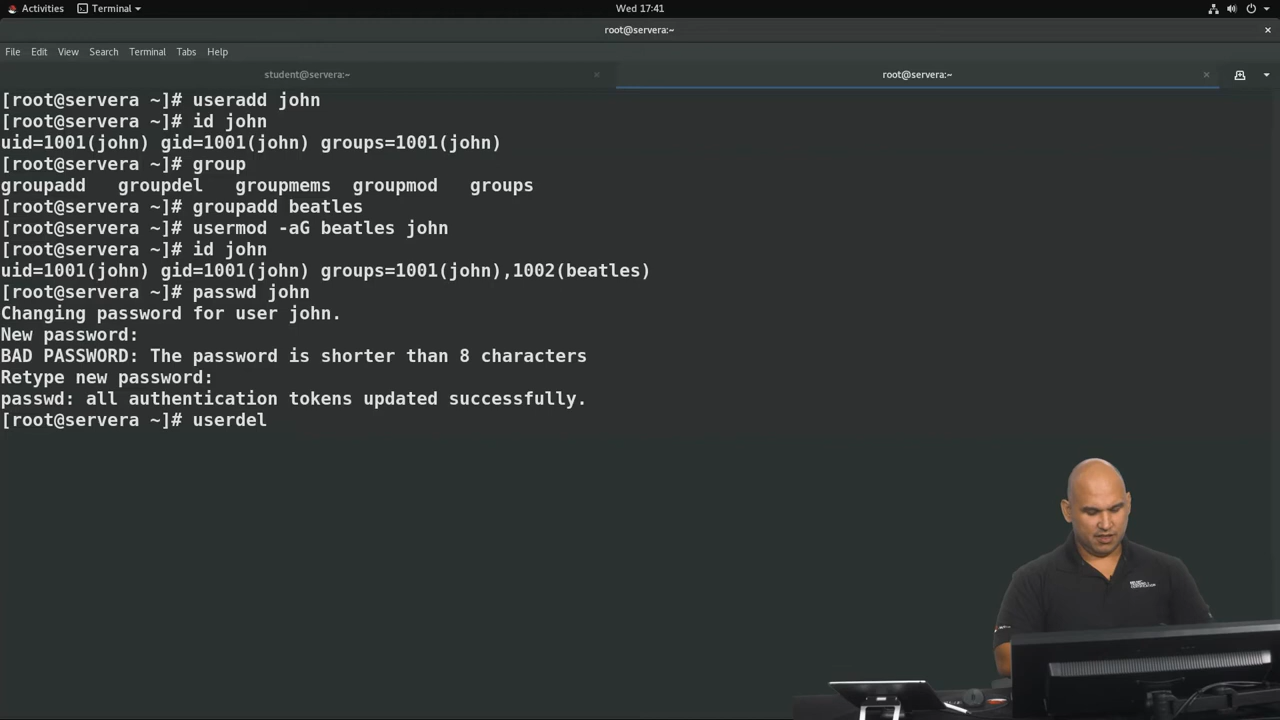 Activities Terminal Wed 17:41
root@servera:~
File Edit View Search Terminal Tabs Help
student@servera:~ root@servera:~
[root@servera ~]# useradd john
[root@servera ~]# id john
uid=1001(john) gid=1001(john) groups=1001(john)
[root@servera ~]# group
groupadd groupdel groupmems groupmod groups
[root@servera ~]# groupadd beatles
[root@servera ~]# usermod -aG beatles john
[root@servera ~]# id john
uid=1001(john) gid=1001(john) groups=1001(john),1002(beatles)
[root@servera ~]# passwd john
Changing password for user john.
New password:
BAD PASSWORD: The password is shorter than 8 characters
Retype new password:
passwd: all authentication tokens updated successfully.
[root@servera ~]# userdel